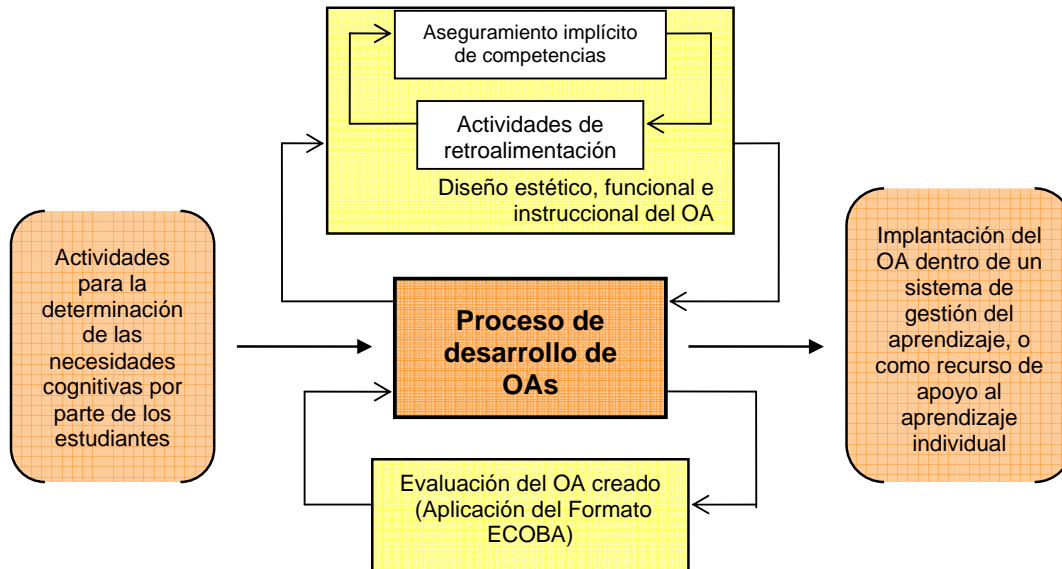 Aseguramiento implícito
de competencias
Actividades de
retroalimentación
Diseño estético, funcional e
instruccional del OA
Actividades
para la
determinación
de las
necesidades
cognitivas por
parte de los
estudiantes
Proceso de
desarrollo de
OAs
Implantación del
OA dentro de un
sistema de
gestión del
aprendizaje, o
como recurso de
apoyo al
aprendizaje
individual
Evaluación del OA creado
(Aplicación del Formato
ECOBA)